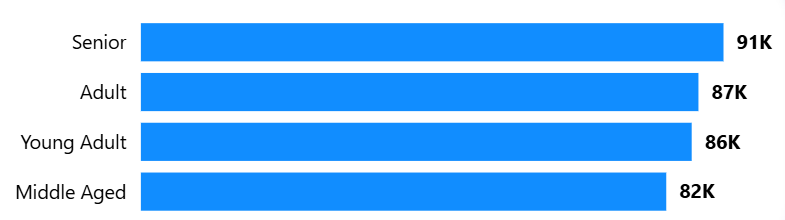 Senior 91K
Adult 87K
Young Adult 86K
Middle Aged 82K